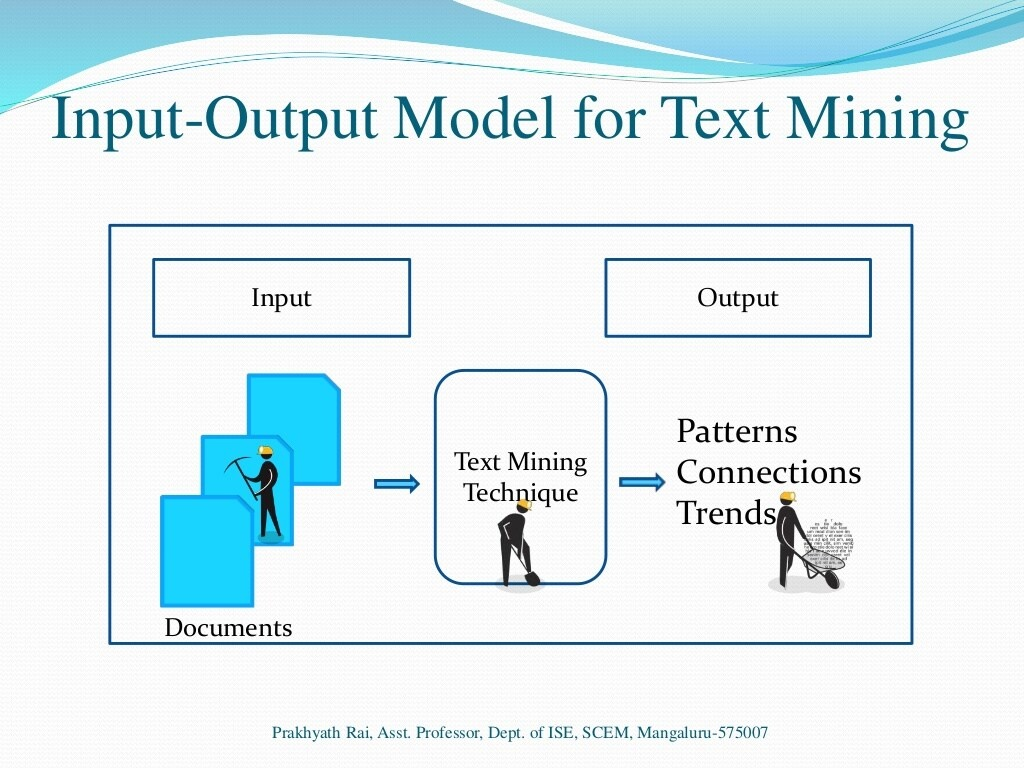 Input-Output Model for Text Mining
Input
Output
Text Mining
Technique
Patterns
Connections
Trends
Documents
Prakhyath Rai, Asst. Professor, Dept. of ISE, SCEM, Mangaluru-575007